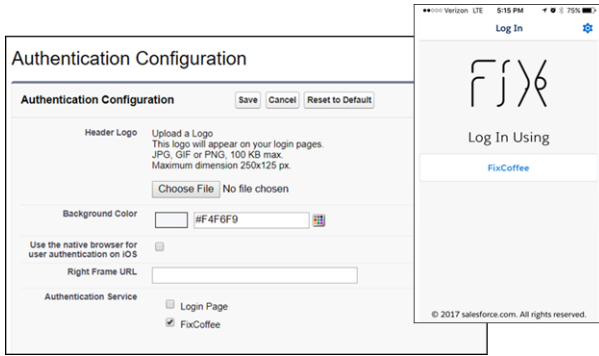 Authentication Configuration
Authentication Configuration
Save Cancel Reset to Default
Header Logo
Upload a Logo
This logo will appear on your login pages.
JPG, GIF or PNG, 100 KB max.
Maximum dimension 250x125 px.
Choose File No file chosen
Background Color
#F4F6F9
Use the native browser for
user authentication on iOS
Right Frame URL
Authentication Service
Login Page
FixCoffee
Verizon LTE 5:15 PM 75%
Log In
FIX
Log In Using
FixCoffee
© 2017 salesforce.com. All rights reserved.